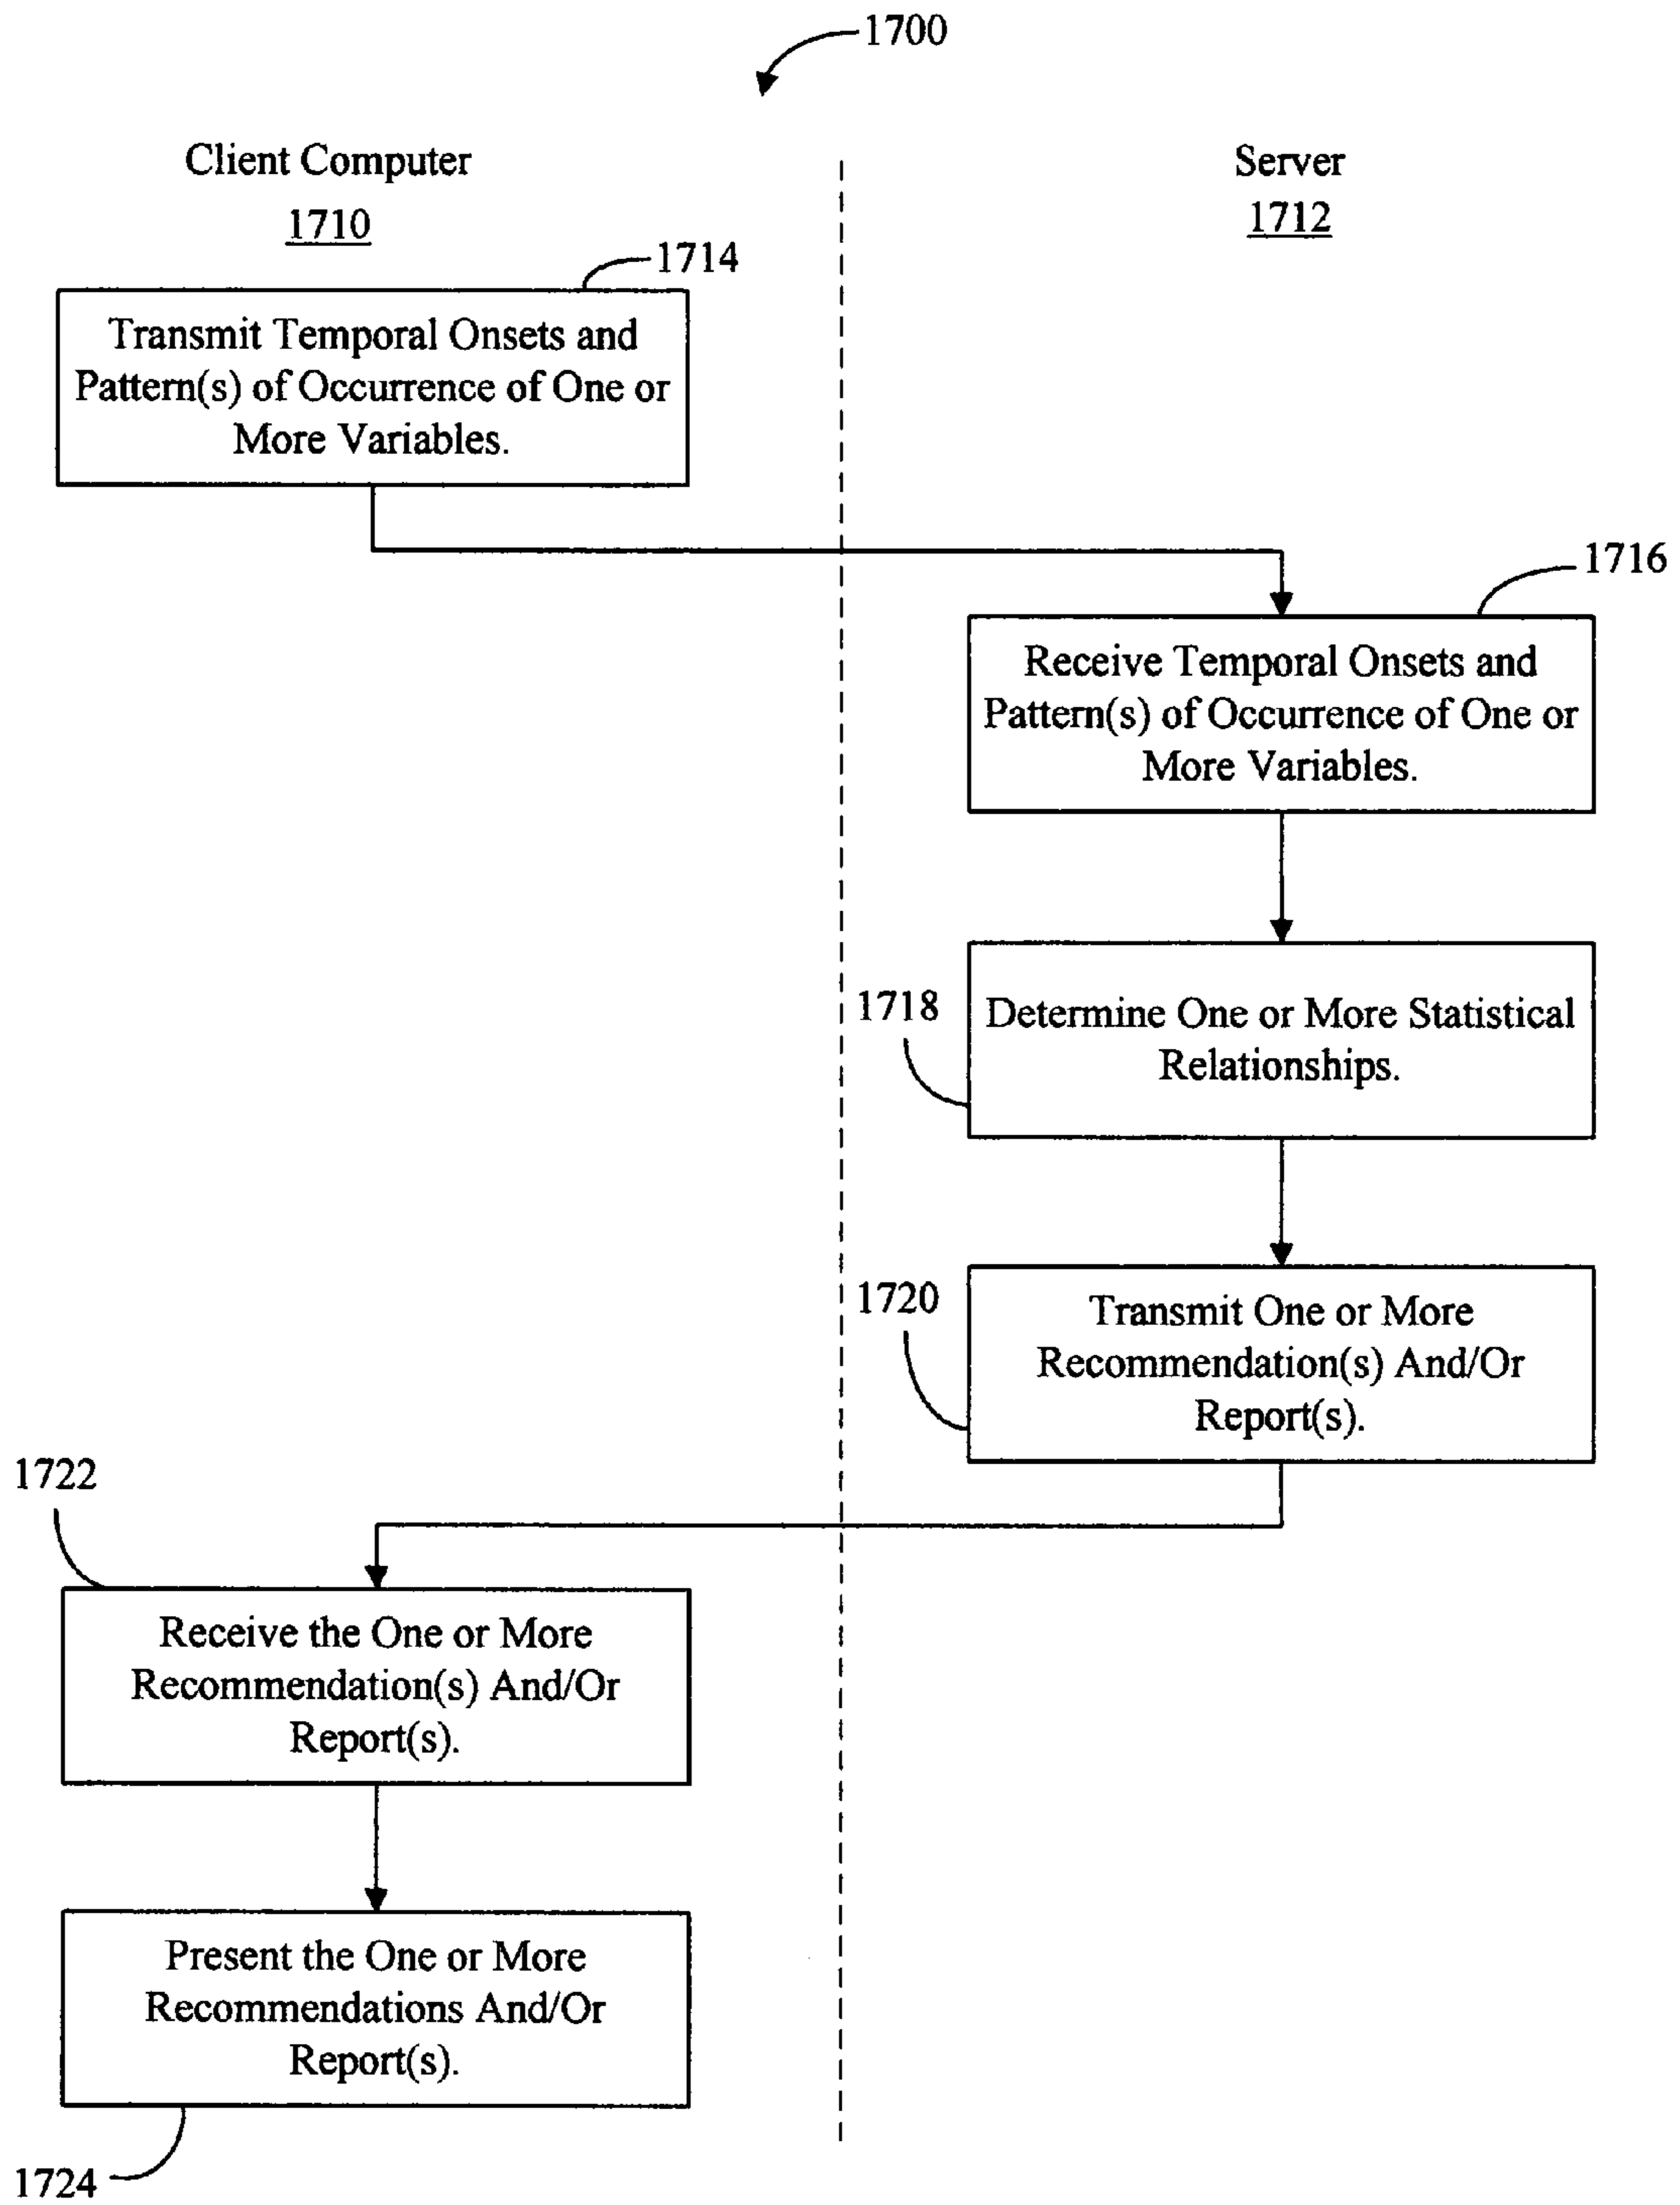 1700
Client Computer
1710
Server
1712
1714
Transmit Temporal Onsets and
Pattern(s) of Occurrence of One or
More Variables.
1716
Receive Temporal Onsets and
Pattern(s) of Occurrence of One or
More Variables.
1718
Determine One or More Statistical
Relationships.
1720
Transmit One or More
Recommendation(s) And/Or
Report(s).
1722
Receive the One or More
Recommendation(s) And/Or
Report(s).
Present the One or More
Recommendations And/Or
Report(s).
1724